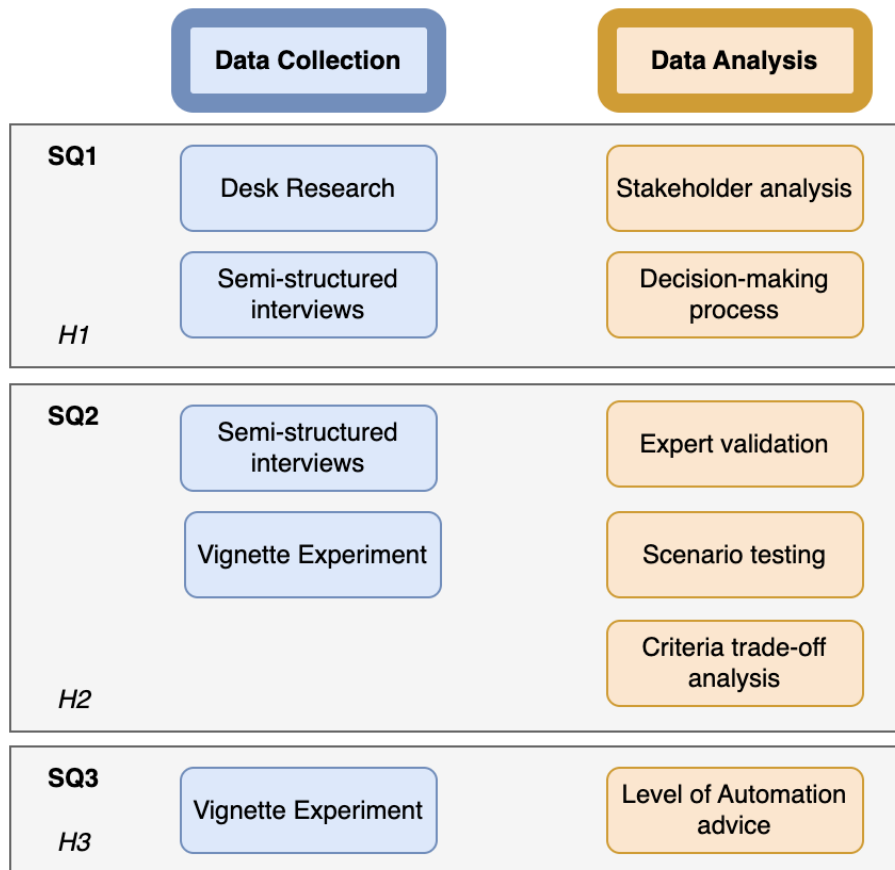 Data Collection
Data Analysis
SQ1
Desk Research
Stakeholder analysis
Semi-structured
interviews
Decision-making
process
H1
SQ2
Semi-structured
interviews
Expert validation
Vignette Experiment
Scenario testing
Criteria trade-off
analysis
H2
SQ3
Vignette Experiment
Level of Automation
advice
H3